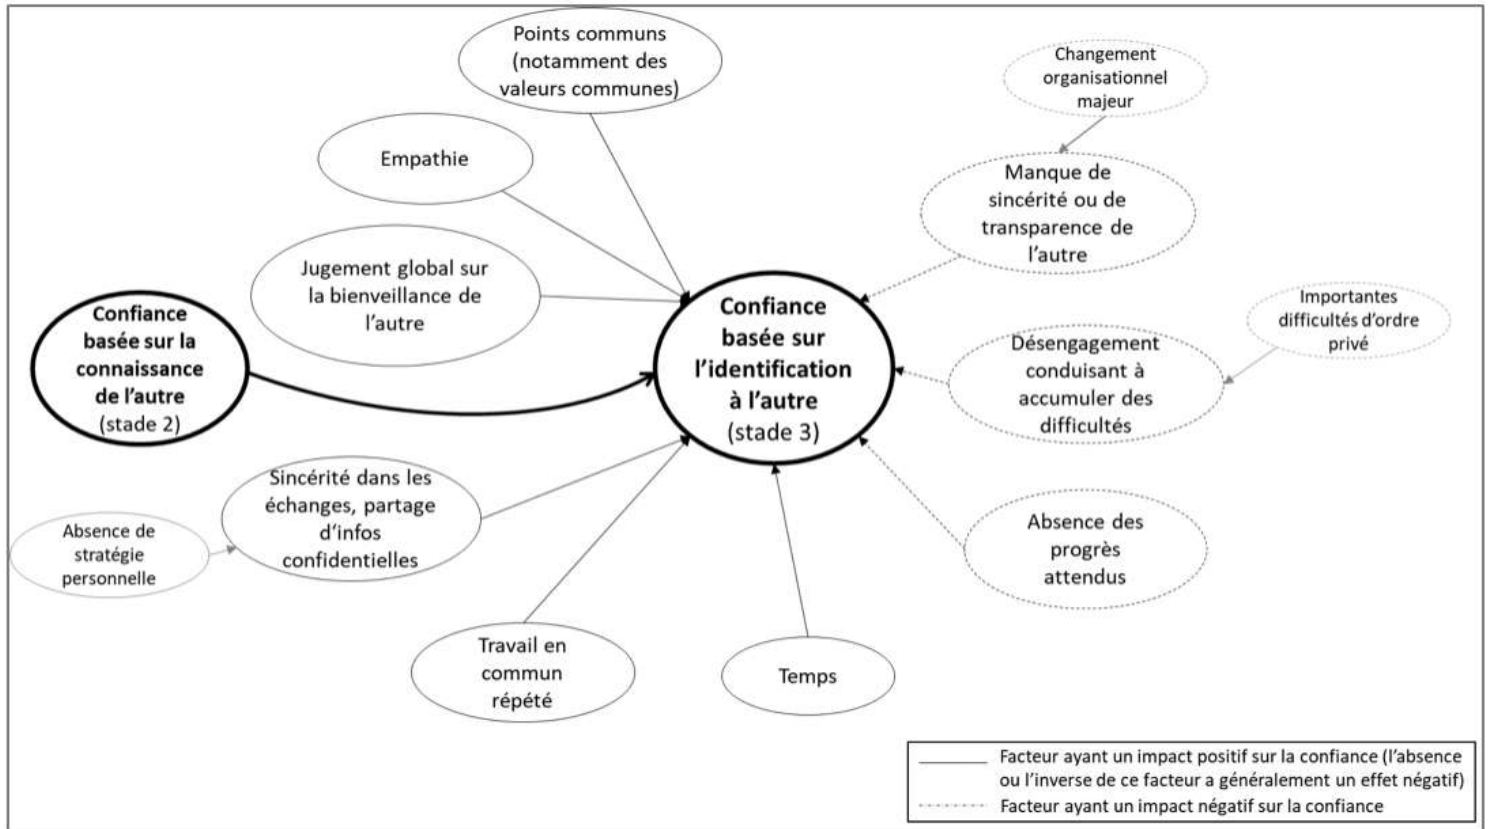 Points communs
(notamment des
valeurs communes)
Changement
organisationnel
majeur
Empathie
Manque de
sincérité ou de
transparence de
l'autre
Jugement global sur
la bienveillance de
l'autre
Confiance
basée sur la
connaissance
de l'autre
(stade 2)
Confiance
basée sur
l'identification
à l'autre
(stade 3)
Importantes
difficultés d'ordre
privé
Désengagement
conduisant à
accumuler des
difficultés
Sincérité dans les
échanges, partage
d'infos
confidentielles
Absence de
stratégie
personnelle
Absence des
progrès
attendus
Travail en
commun
répété
Temps
Facteur ayant un impact positif sur la confiance (l'absence
ou l'inverse de ce facteur a généralement un effet négatif)
Facteur ayant un impact négatif sur la confiance